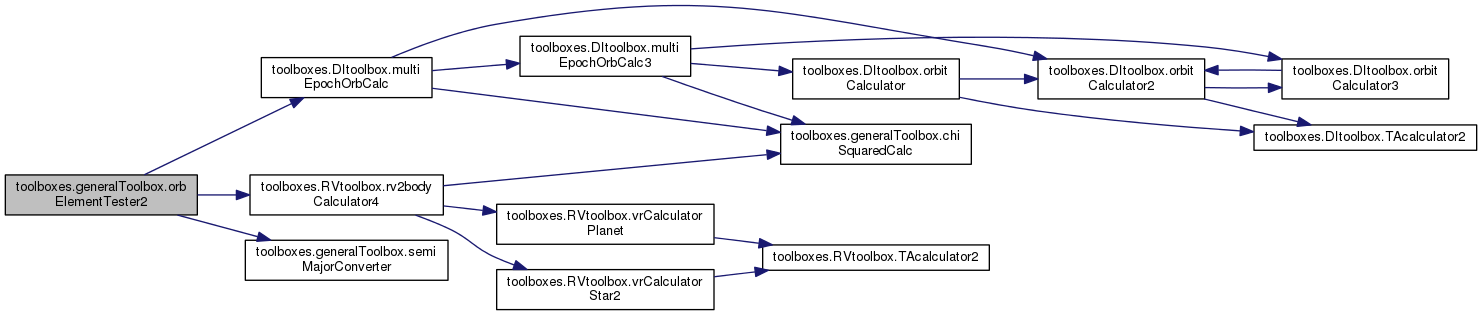 toolboxes.generalToolbox.orb
ElementTester2
toolboxes.DItoolbox.multi
EpochOrbCalc
toolboxes.RVtoolbox.rv2body
Calculator4
toolboxes.generalToolbox.semi
MajorConverter
toolboxes.DItoolbox.multi
EpochOrbCalc3
toolboxes.RVtoolbox.vrCalculator
Planet
toolboxes.RVtoolbox.vrCalculator
Star2
toolboxes.DItoolbox.orbit
Calculator
toolboxes.generalToolbox.chi
SquaredCalc
toolboxes.RVtoolbox.TAcalculator2
toolboxes.DItoolbox.orbit
Calculator2
toolboxes.DItoolbox.orbit
Calculator3
toolboxes.DItoolbox.TAcalculator2